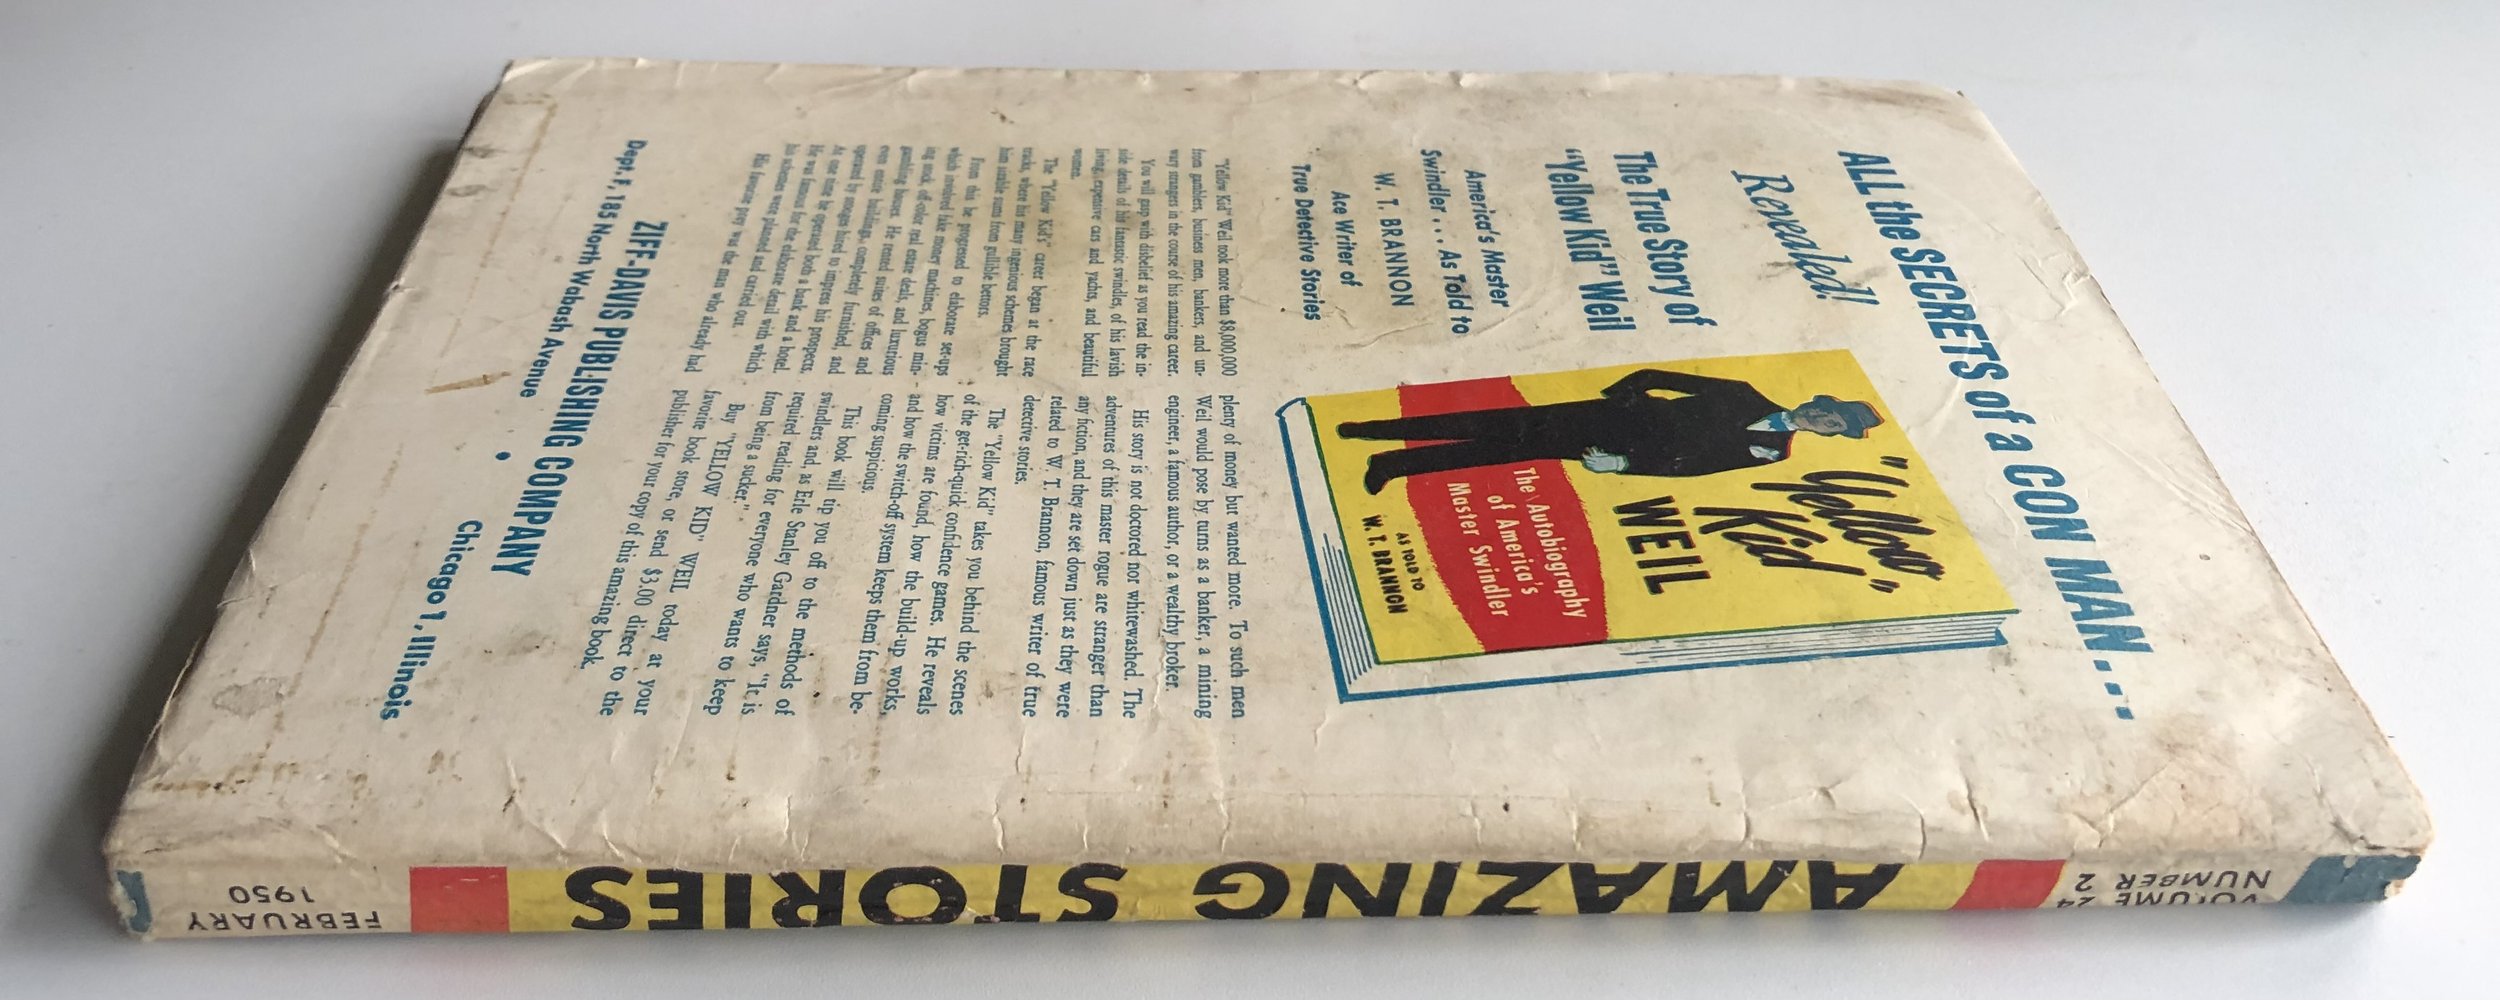 ALL the SECRETS of a CON MAN...
Revealed!
The True Story of
"Yellow Kid" Weil
America's Master
Swindler... As Told to
W. T. BRANNON
Ace Writer of
True Detective Stories
"Yellow
Kid"
WEIL
The Autobiography
of America's
Master Swindler
AS TOLD TO
W. T. BRANNON
"Yellow Kid" Weil took more than $8,000,000
from gamblers, business men, bankers, and un-
wary strangers in the course of his amazing career.
You will gasp with disbelief as you read the in-
side details of his fantastic swindles, of his lavish
living, expensive cars and yachts, and beautiful
women.
The "Yellow Kid's" career began at the race
tracks, where his many ingenious schemes brought
him sizable sums from gullible bettors.
From this he progressed to elaborate set-ups
which involved fake money machines, bogus min-
ing stock, off-color real estate deals, and luxurious
gambling houses. He rented suites of offices and
even entire buildings, completely furnished, and
operated by stooges hired to impress his prospects.
At one time he operated both a bank and a hotel.
He was famous for the elaborate detail with which
his schemes were planned and carried out.
His favorite prey was the man who already had
plenty of money but wanted more. To such men
Weil would pose by turns as a banker, a mining
engineer, a famous author, or a wealthy broker.
His story is not doctored nor whitewashed. The
adventures of this master rogue are stranger than
any fiction, and they are set down just as they were
related to W. T. Brannon, famous writer of true
detective stories.
The "Yellow Kid" takes you behind the scenes
of the get-rich-quick confidence games. He reveals
how victims are found, how the build-up works,
and how the switch-off system keeps them from be-
coming suspicious.
This book will tip you off to the methods of
swindlers and, as Erle Stanley Gardner says, "It is
required reading for everyone who wants to keep
from being a sucker."
Buy "YELLOW KID" WEIL today at your
favorite book store, or send $3.00 direct to the
publisher for your copy of this amazing book.
ZIFF-DAVIS PUBLISHING COMPANY
Dept. F, 185 North Wabash Avenue • Chicago 1, Illinois
VOLUME 24
NUMBER 2
AMAZING STORIES
FEBRUARY
1950